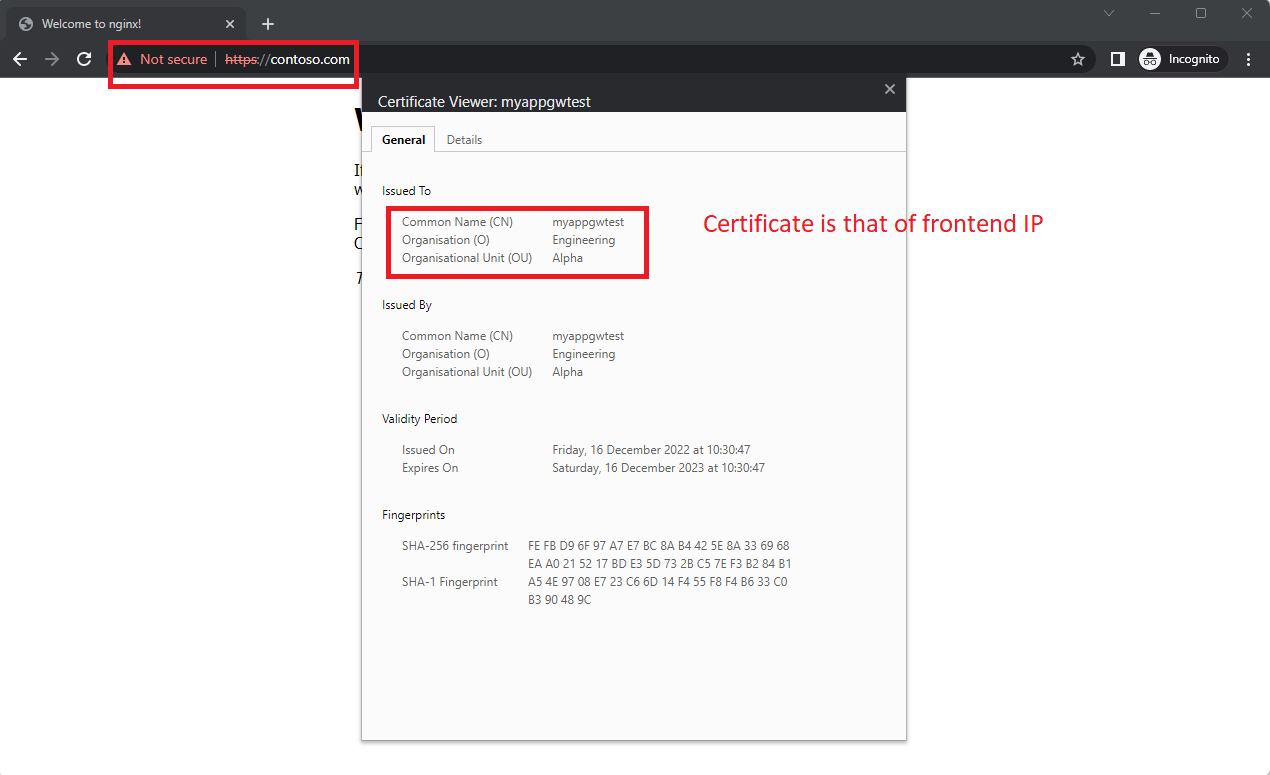 Welcome to nginx!
Not secure https://contoso.com
Incognito
Certificate Viewer: myappgwtest
General Details
Issued To
Common Name (CN) myappgwtest
Organisation (O) Engineering
Organisational Unit (OU) Alpha
Certificate is that of frontend IP
Issued By
Common Name (CN) myappgwtest
Organisation (O) Engineering
Organisational Unit (OU) Alpha
Validity Period
Issued On Friday, 16 December 2022 at 10:30:47
Expires On Saturday, 16 December 2023 at 10:30:47
Fingerprints
SHA-256 fingerprint FE FB D9 6F 97 A7 E7 BC 8A B4 42 5E 8A 33 69 68
EA A0 21 52 17 BD E3 5D 73 2B C5 7E F3 B2 84 B1
SHA-1 Fingerprint A5 4E 97 08 E7 23 C6 6D 14 F4 55 F8 F4 B6 33 C0
B3 90 48 9C